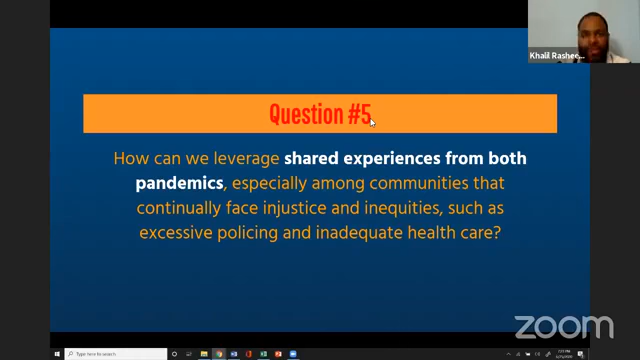 Khalil Rashee...
Question #5
How can we leverage shared experiences from both
pandemics, especially among communities that
continually face injustice and inequities, such as
excessive policing and inadequate health care?
zoom
Type here to search